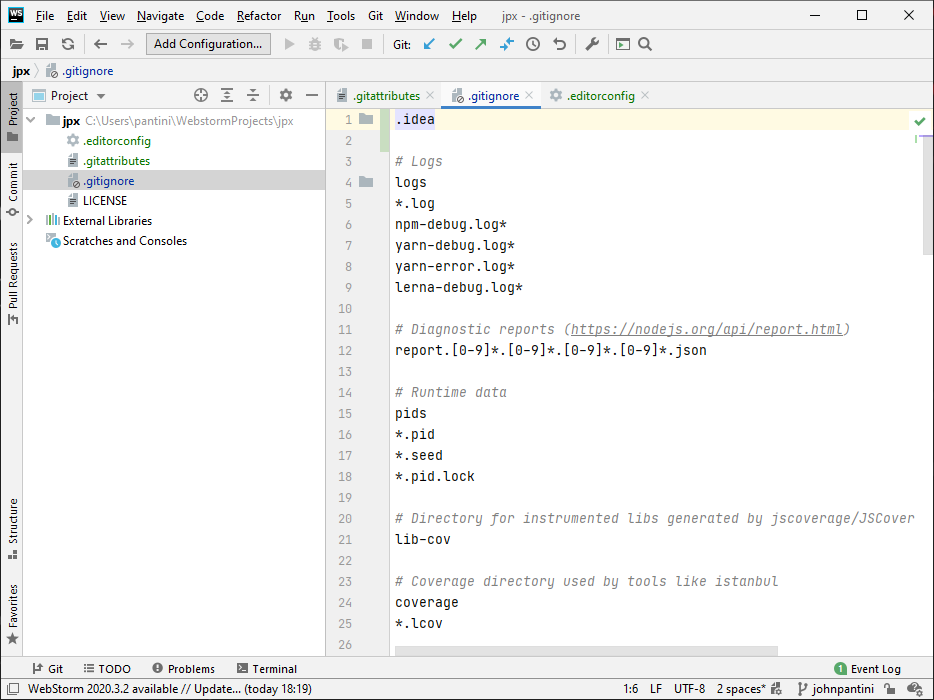 WS File Edit View Navigate Code Refactor Run Tools Git Window Help jpx - .gitignore
Add Configuration... Git:
jpx .gitignore
Project
Commit
Pull Requests
Structure
Favorites
Project
jpx C:\Users\pantini\WebstormProjects\jpx
.editorconfig
.gitattributes
.gitignore
LICENSE
External Libraries
Scratches and Consoles
.gitattributes .gitignore .editorconfig
1 .idea
2
3 # Logs
4 logs
5 *.log
6 npm-debug.log*
7 yarn-debug.log*
8 yarn-error.log*
9 lerna-debug.log*
10
11 # Diagnostic reports (https://nodejs.org/api/report.html)
12 report.[0-9]*.[0-9]*.[0-9]*.[0-9]*.json
13
14 # Runtime data
15 pids
16 *.pid
17 *.seed
18 *.pid.lock
19
20 # Directory for instrumented libs generated by jscoverage/JSCover
21 lib-cov
22
23 # Coverage directory used by tools like istanbul
24 coverage
25 *.lcov
26
Git TODO Problems Terminal 1 Event Log
WebStorm 2020.3.2 available // Update... (today 18:19) 1:6 LF UTF-8 2 spaces* johnpantini